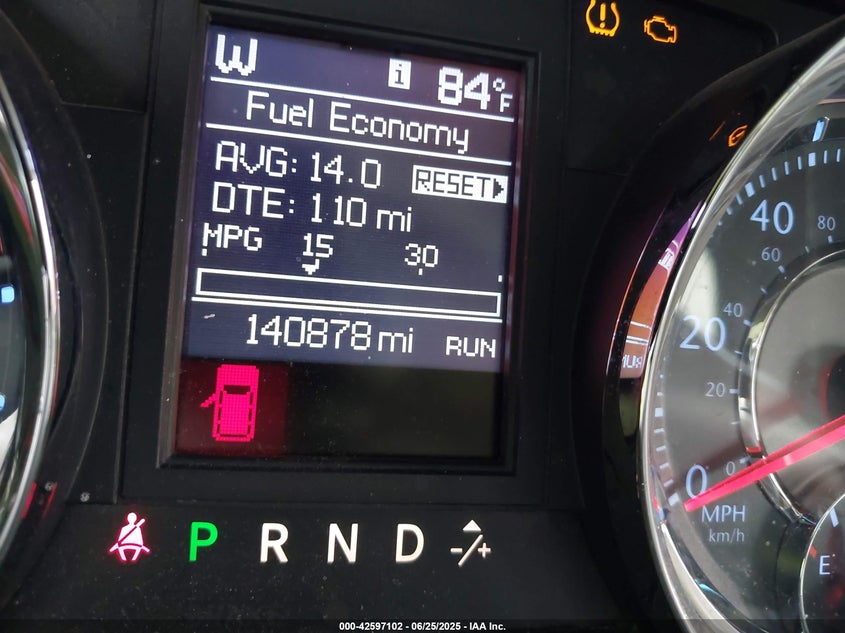 W i 84°F
Fuel Economy
AVG: 14.0 RESET
DTE: 110 mi
MPG 15 30
140878 mi RUN
P R N D -/+
40 80
60
20 40
20
0 0
MPH
km/h
E
000-42597102 - 06/25/2025 - IAA Inc.